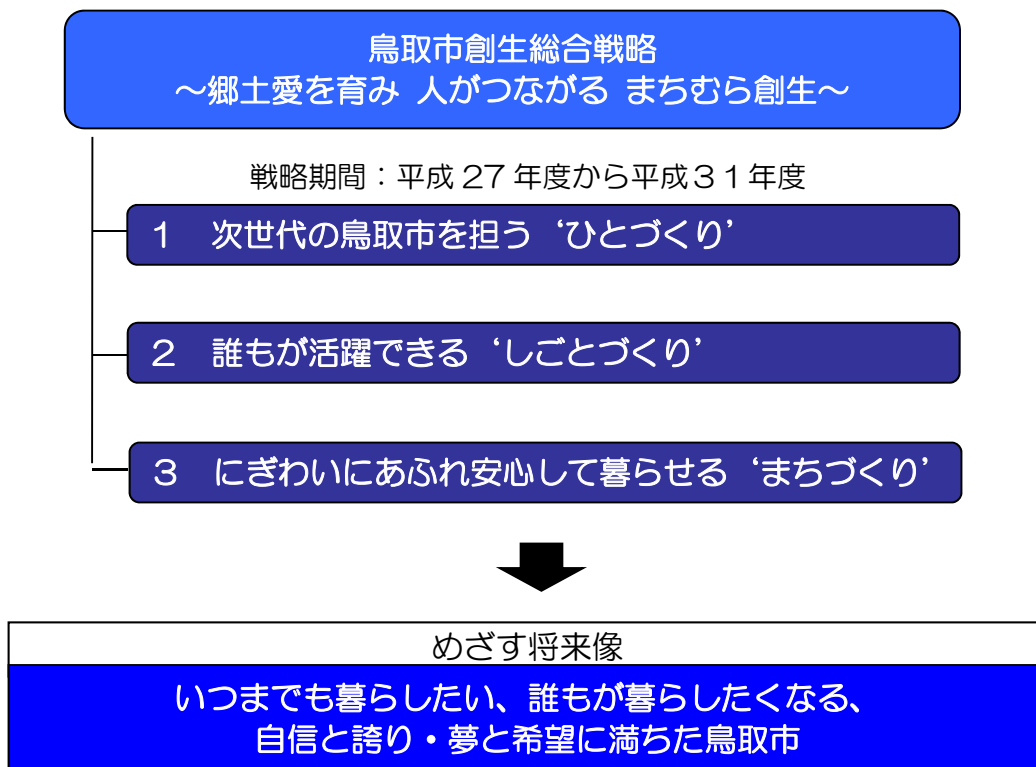 鳥取市創生総合戦略
～郷土愛を育み 人がつながる まちむら創生～
戦略期間：平成27年度から平成３１年度
１　次世代の鳥取市を担う‘ひとづくり’
２　誰もが活躍できる‘しごとづくり’
３　にぎわいにあふれ安心して暮らせる‘まちづくり’
めざす将来像
いつまでも暮らしたい、誰もが暮らしたくなる、
自信と誇り・夢と希望に満ちた鳥取市